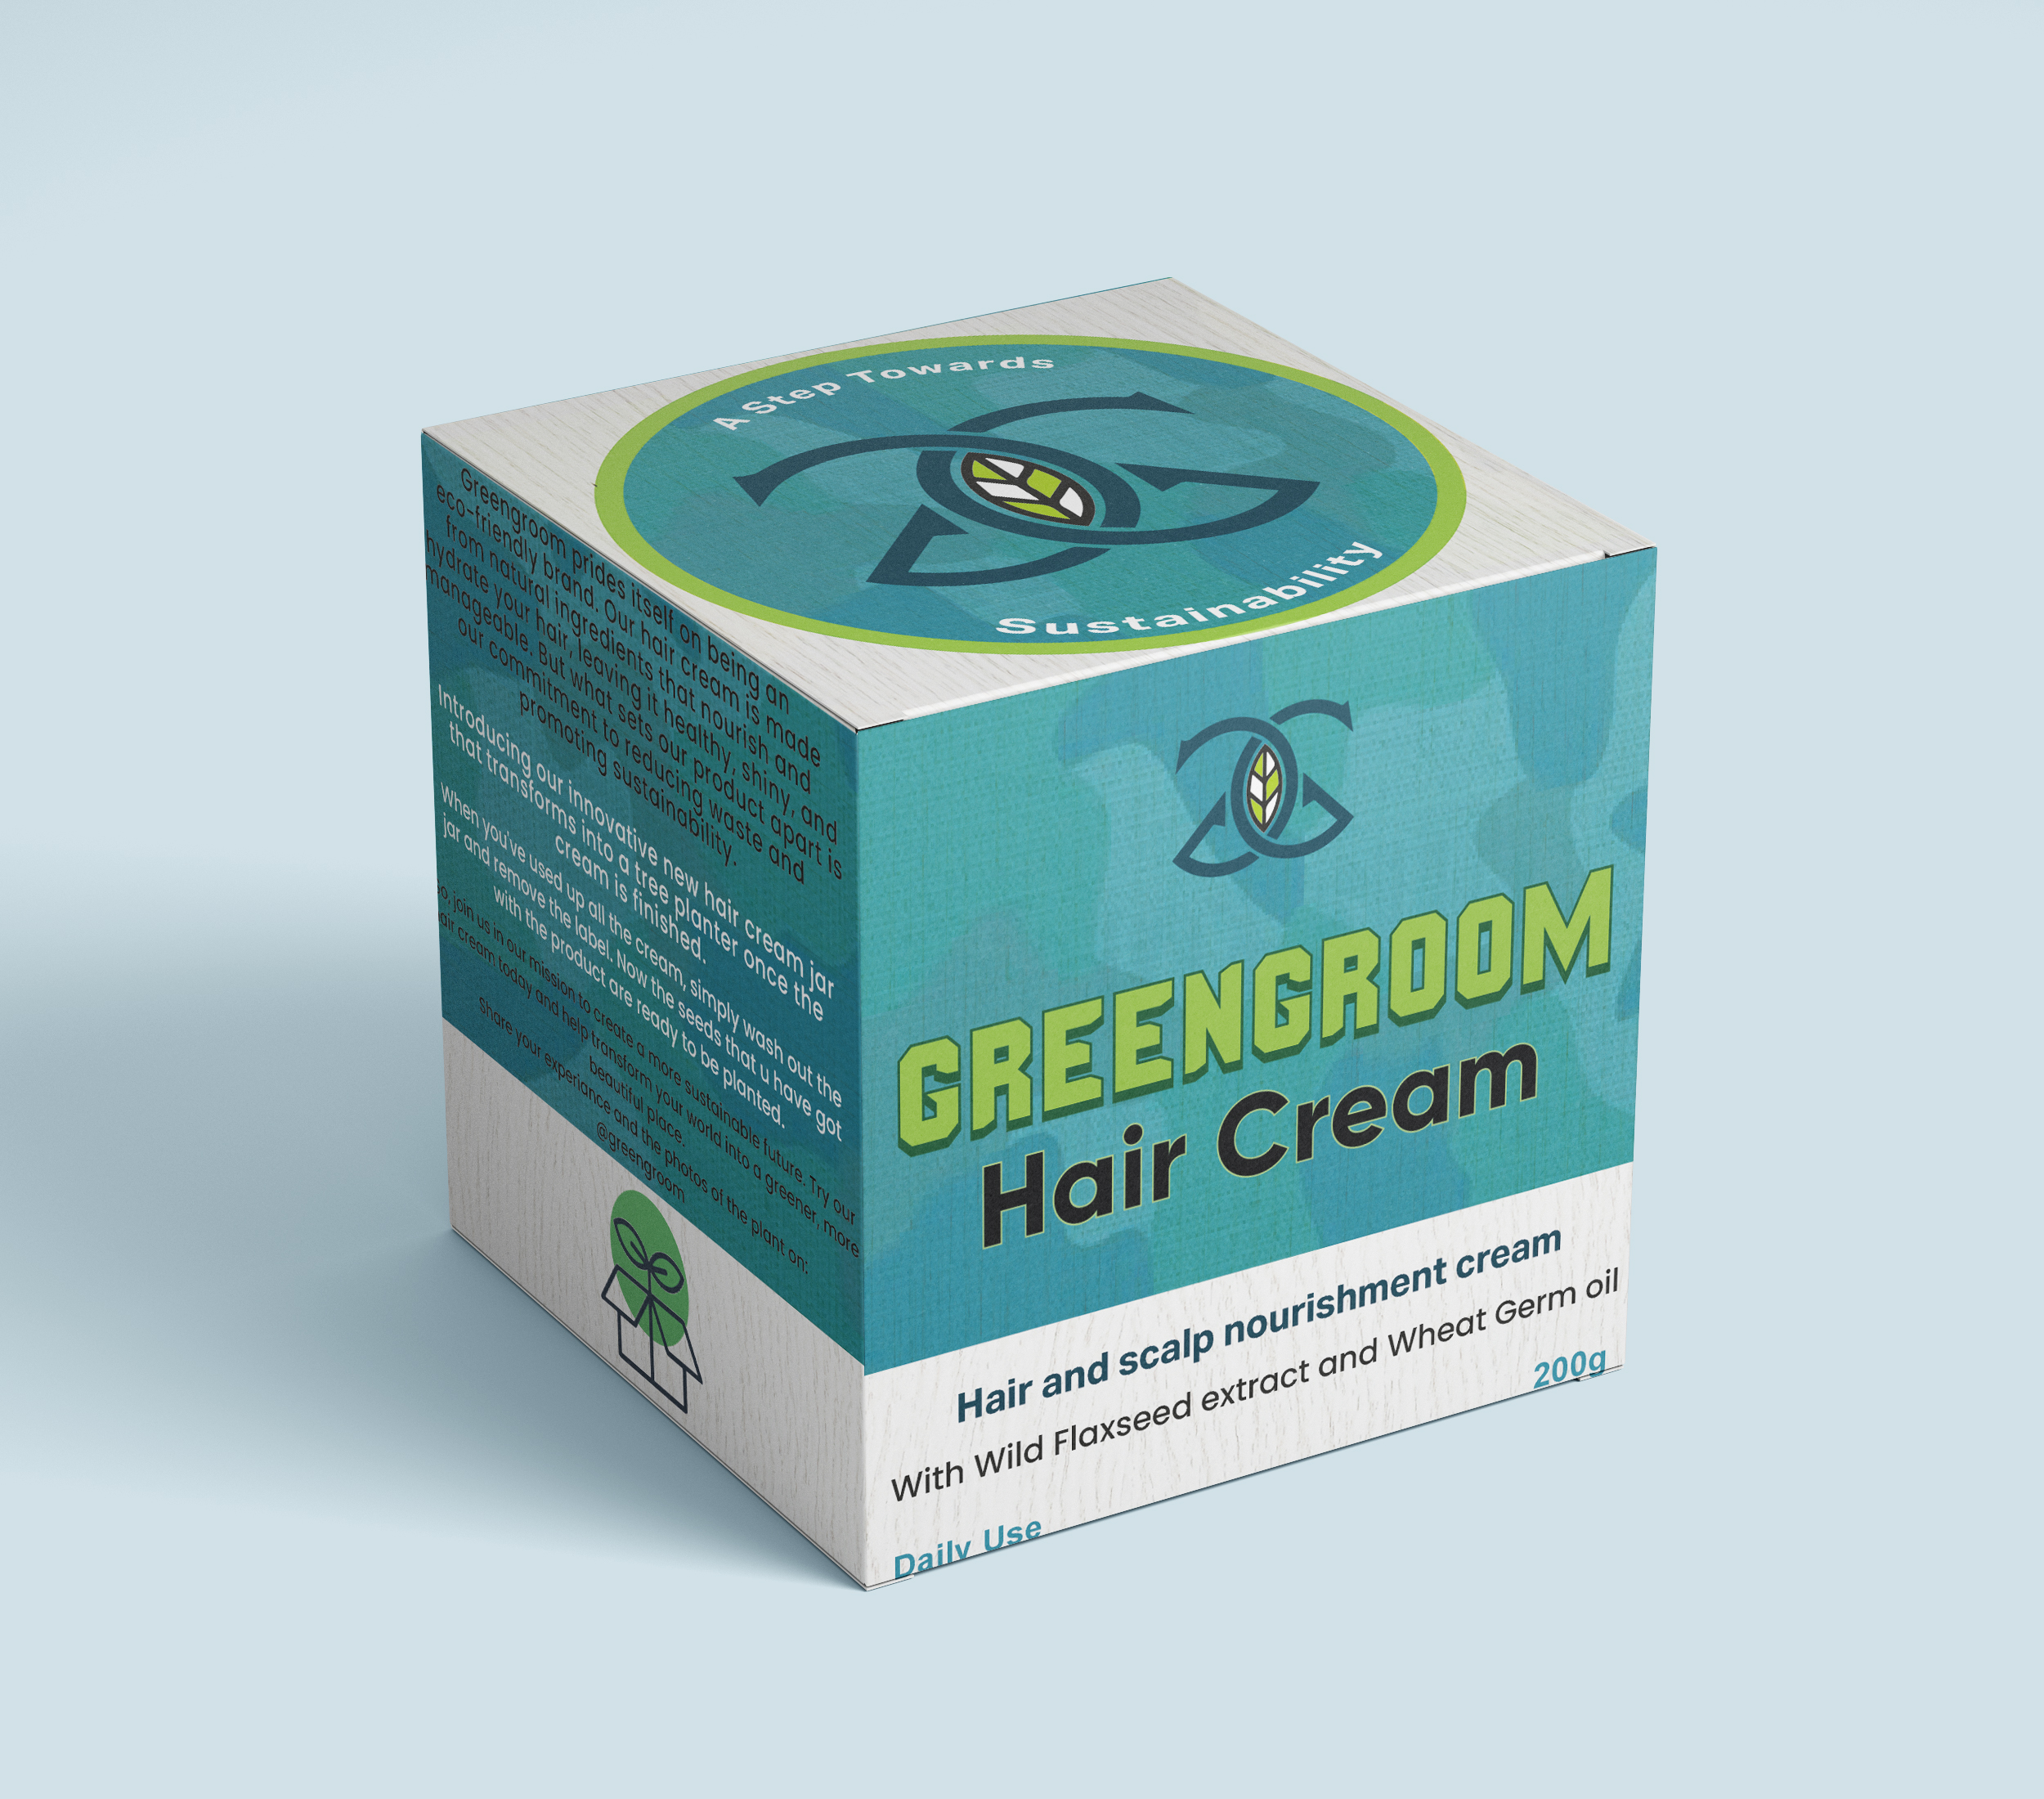 A Step Towards
Sustainability
Greengroom prides itself on being an
eco-friendly brand. Our hair cream is made
from natural ingredients that nourish and
hydrate your hair, leaving it healthy, shiny, and
manageable. But what sets our product apart is
our commitment to reducing waste and
promoting sustainability.
Introducing our innovative new hair cream jar
that transforms into a tree planter once the
cream is finished.
When you've used up all the cream, simply wash out the
jar and remove the label. Now the seeds that u have got
with the product are ready to be planted.
join us in our mission to create a more sustainable future. Try our
cream today and help transform your world into a greener, more
beautiful place.
Share your experiance and the photos of the plant on:
@greengroom
GREENGROOM
Hair Cream
Hair and scalp nourishment cream
With Wild Flaxseed extract and Wheat Germ oil
200g
Daily Use